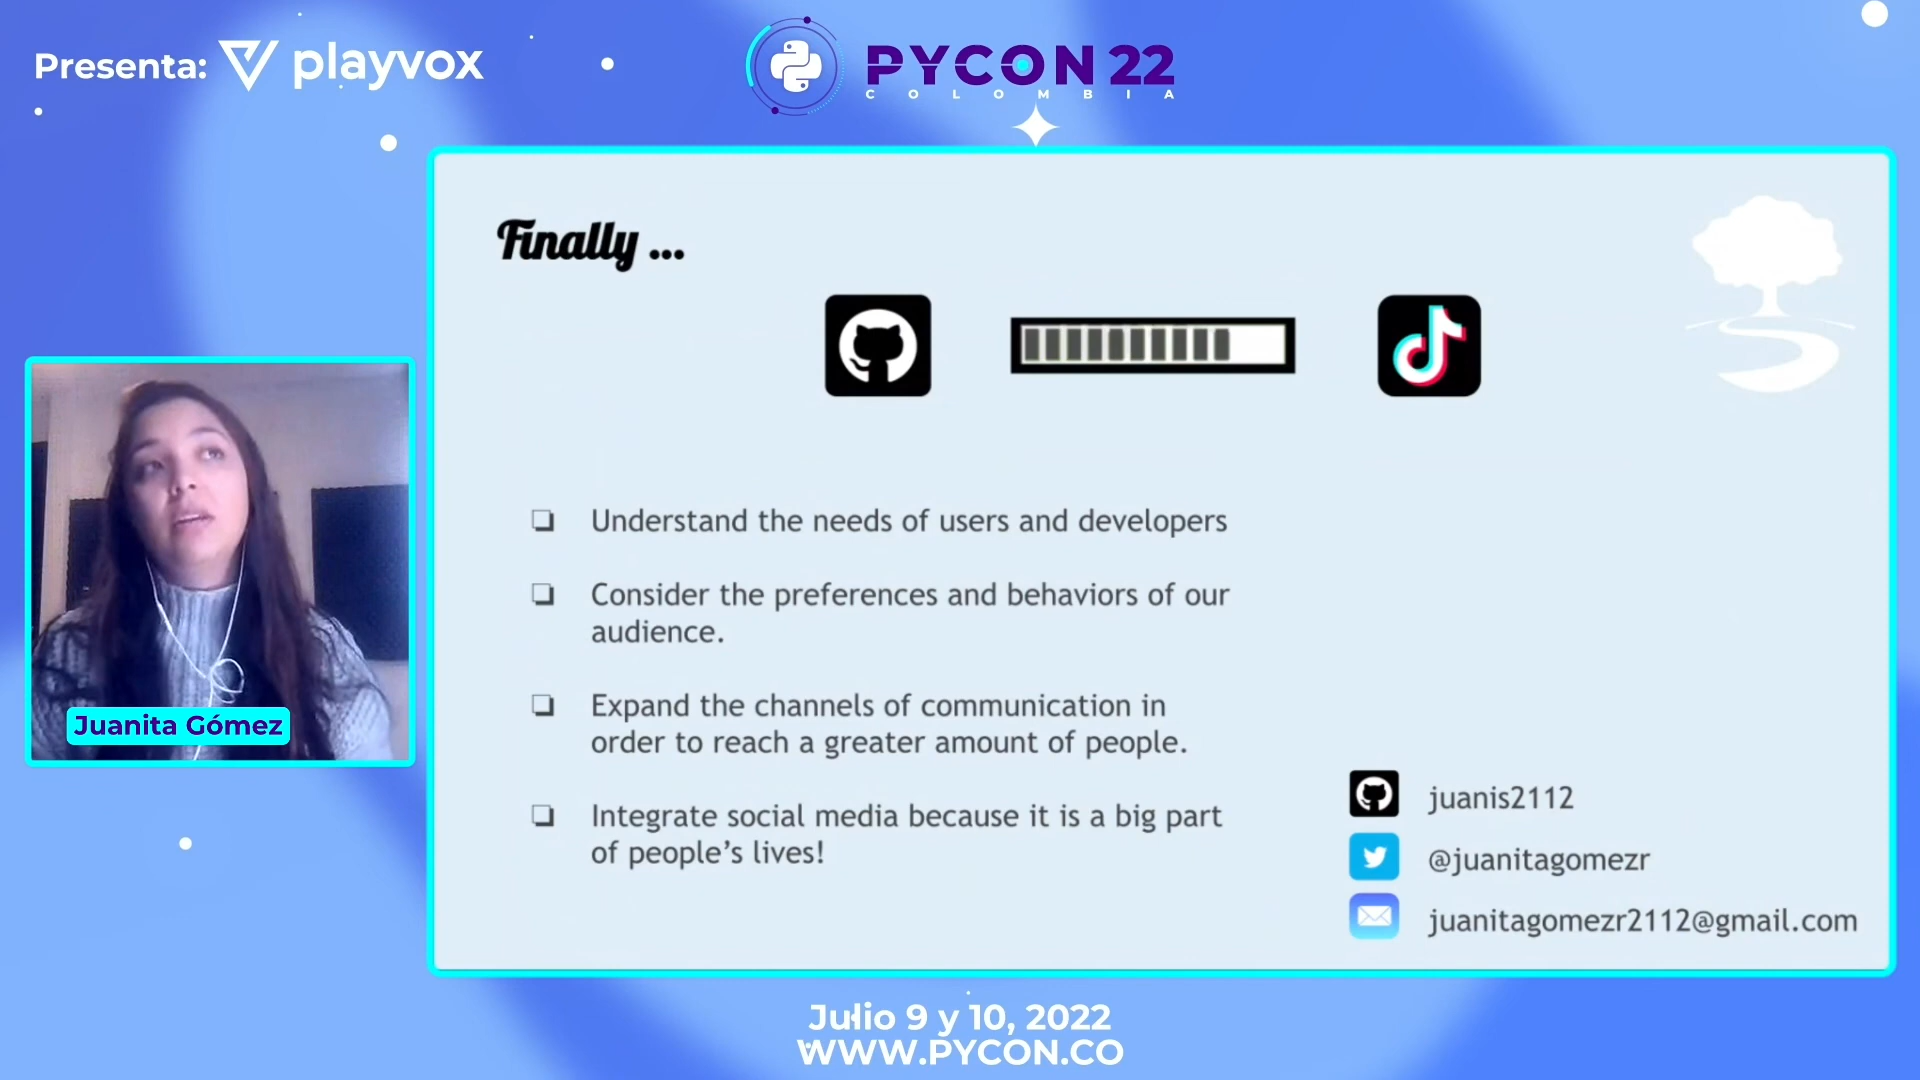 Presenta: playvox
PYCON 22
COLOMBIA
Finally ...
Understand the needs of users and developers
Consider the preferences and behaviors of our
audience.
Expand the channels of communication in
order to reach a greater amount of people.
Integrate social media because it is a big part
of people's lives!
juanis2112
@juanitagomezr
juanitagomezr2112@gmail.com
Juanita Gómez
Julio 9 y 10, 2022
WWW.PYCON.CO